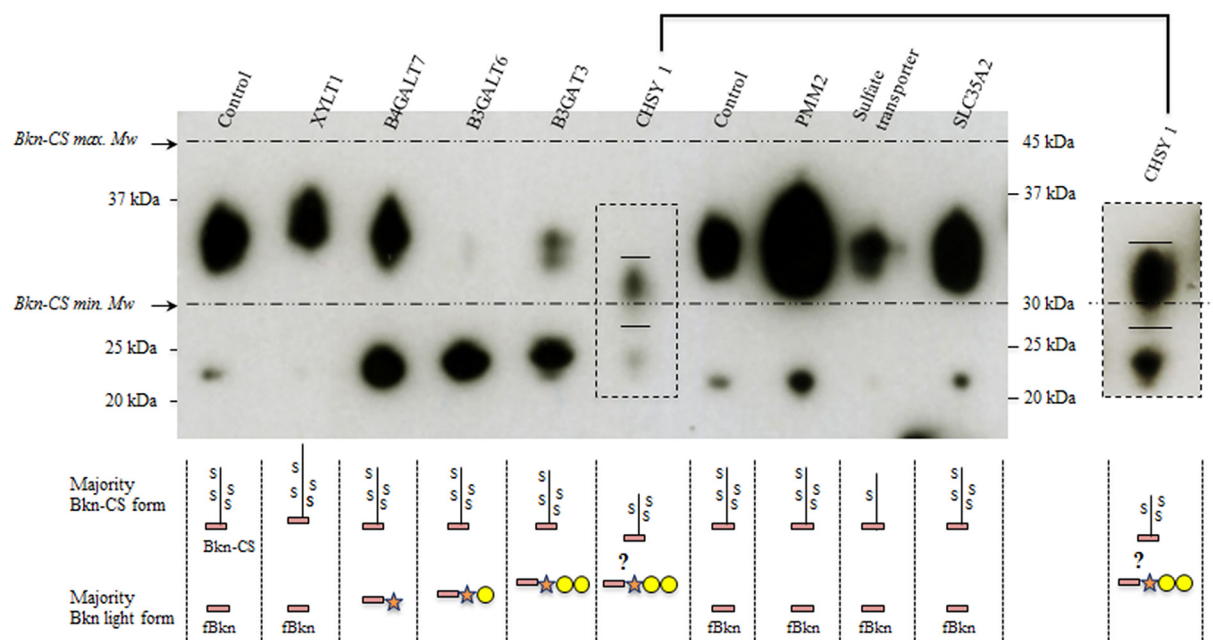 Control
XYLT1
B4GALT7
B3GALT6
B3GAT3
CHSY 1
Control
PMM2
Sulfate
transporter
SLC35A2
CHSY 1
Bkn-CS max. Mw
45 kDa
37 kDa
37 kDa
Bkn-CS min. Mw
30 kDa
25 kDa
25 kDa
20 kDa
20 kDa
Majority
Bkn-CS form
S S S S
S S S S
S S S S
S S S S
S S S S
S S S
S S S S
S S S S
S
S S S S
S S S
Bkn-CS
? ?
Majority
Bkn light form
fBkn fBkn fBkn fBkn fBkn fBkn